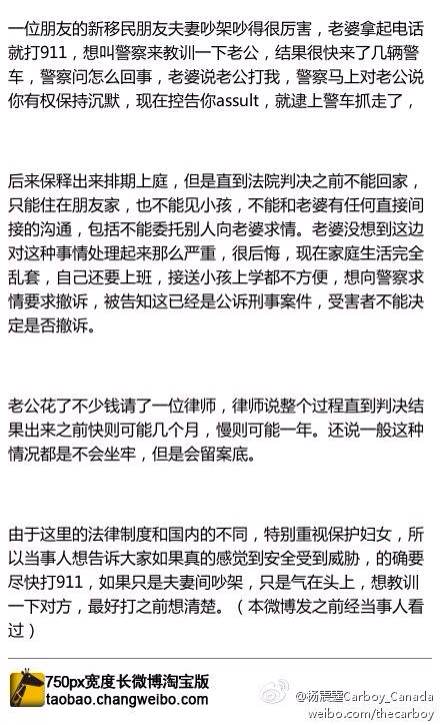 一位朋友的新移民朋友夫妻吵架吵得很厉害，老婆拿起电话
就打911，想叫警察来教训一下老公，结果很快来了几辆警
车，警察问怎么回事，老婆说老公打我，警察马上对老公说
你有权保持沉默，现在控告你assult，就逮上警车抓走了，
后来保释出来排期上庭，但是直到法院判决之前不能回家，
只能住在朋友家，也不能见小孩，不能和老婆有任何直接间
接的沟通，包括不能委托别人向老婆求情。老婆没想到这边
对这种事情处理起来那么严重，很后悔，现在家庭生活完全
乱套，自己还要上班，接送小孩上学都不方便，想向警察求
情要求撤诉，被告知这已经是公诉刑事案件，受害者不能决
定是否撤诉。
老公花了不少钱请了一位律师，律师说整个过程直到判决结
果出来之前快则可能几个月，慢则可能一年。还说一般这种
情况都是不会坐牢，但是会留案底。
由于这里的法律制度和国内的不同，特别重视保护妇女，所
以当事人想告诉大家如果真的感觉到安全受到威胁，的确要
尽快打911，如果只是夫妻间吵架，只是气在头上，想教训
一下对方，最好打之前想清楚。（本微博发之前经当事人看
过）
750px宽度长微博淘宝版
taobao.changweibo.com
@杨震霆Carboy_Canada
weibo.com/thecarboy